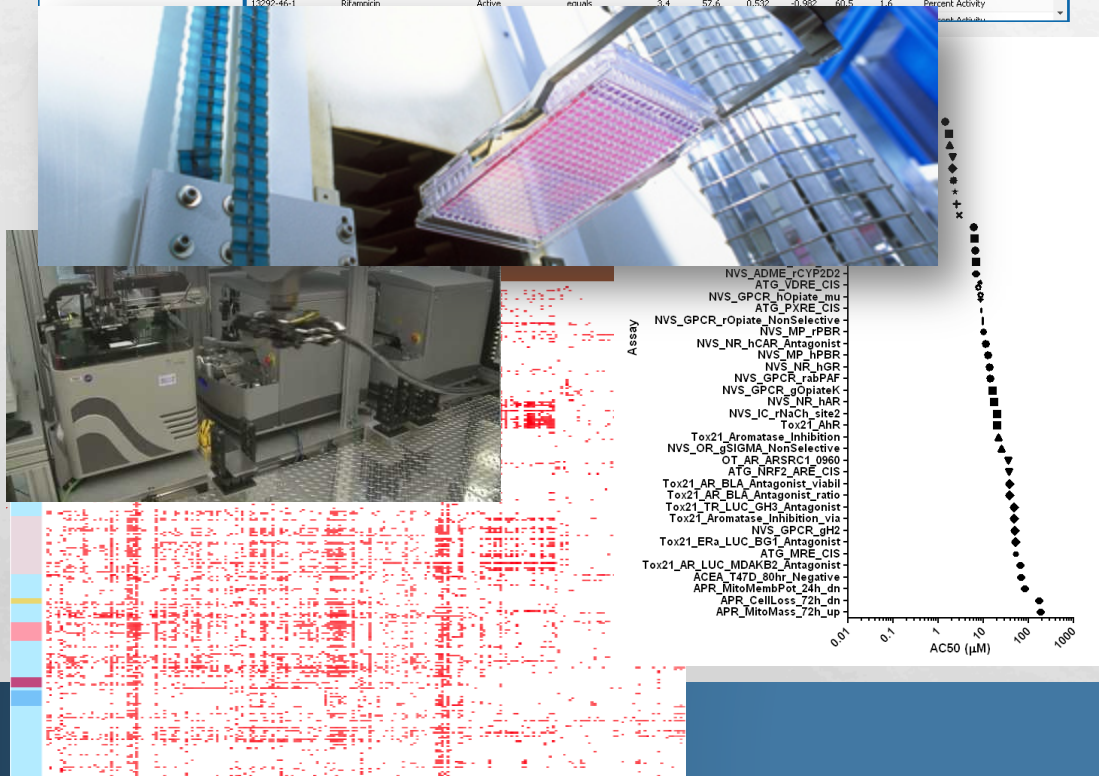 13292-46-1 Rifampicin Active equals 3.4 57.6 0.532 -0.982 60.5 1.6 Percent Activity
Percent Activity
NVS_ADME_rCYP2D2
ATG_VDRE_CIS
NVS_GPCR_hOpiate_mu
ATG_PXRE_CIS
NVS_GPCR_rOpiate_NonSelective
NVS_MP_rPBR
NVS_NR_hCAR_Antagonist
NVS_MP_hPBR
NVS_NR_hGR
NVS_GPCR_rabPAF
NVS_GPCR_gOpiateK
NVS_NR_hAR
NVS_IC_rNaCh_site2
Tox21_AhR
Tox21_Aromatase_Inhibition
NVS_OR_gSIGMA_NonSelective
OT_AR_ARSRC1_0960
ATG_NRF2_ARE_CIS
Tox21_AR_BLA_Antagonist_viabil
Tox21_AR_BLA_Antagonist_ratio
Tox21_TR_LUC_GH3_Antagonist
Tox21_Aromatase_Inhibition_via
NVS_GPCR_gH2
Tox21_ERa_LUC_BG1_Antagonist
ATG_MRE_CIS
Tox21_AR_LUC_MDAKB2_Antagonist
ACEA_T47D_80hr_Negative
APR_MitoMembPot_24h_dn
APR_CellLoss_72h_dn
APR_MitoMass_72h_up
Assay
0.01 0.1 1 10 100 1000
AC50 (μM)